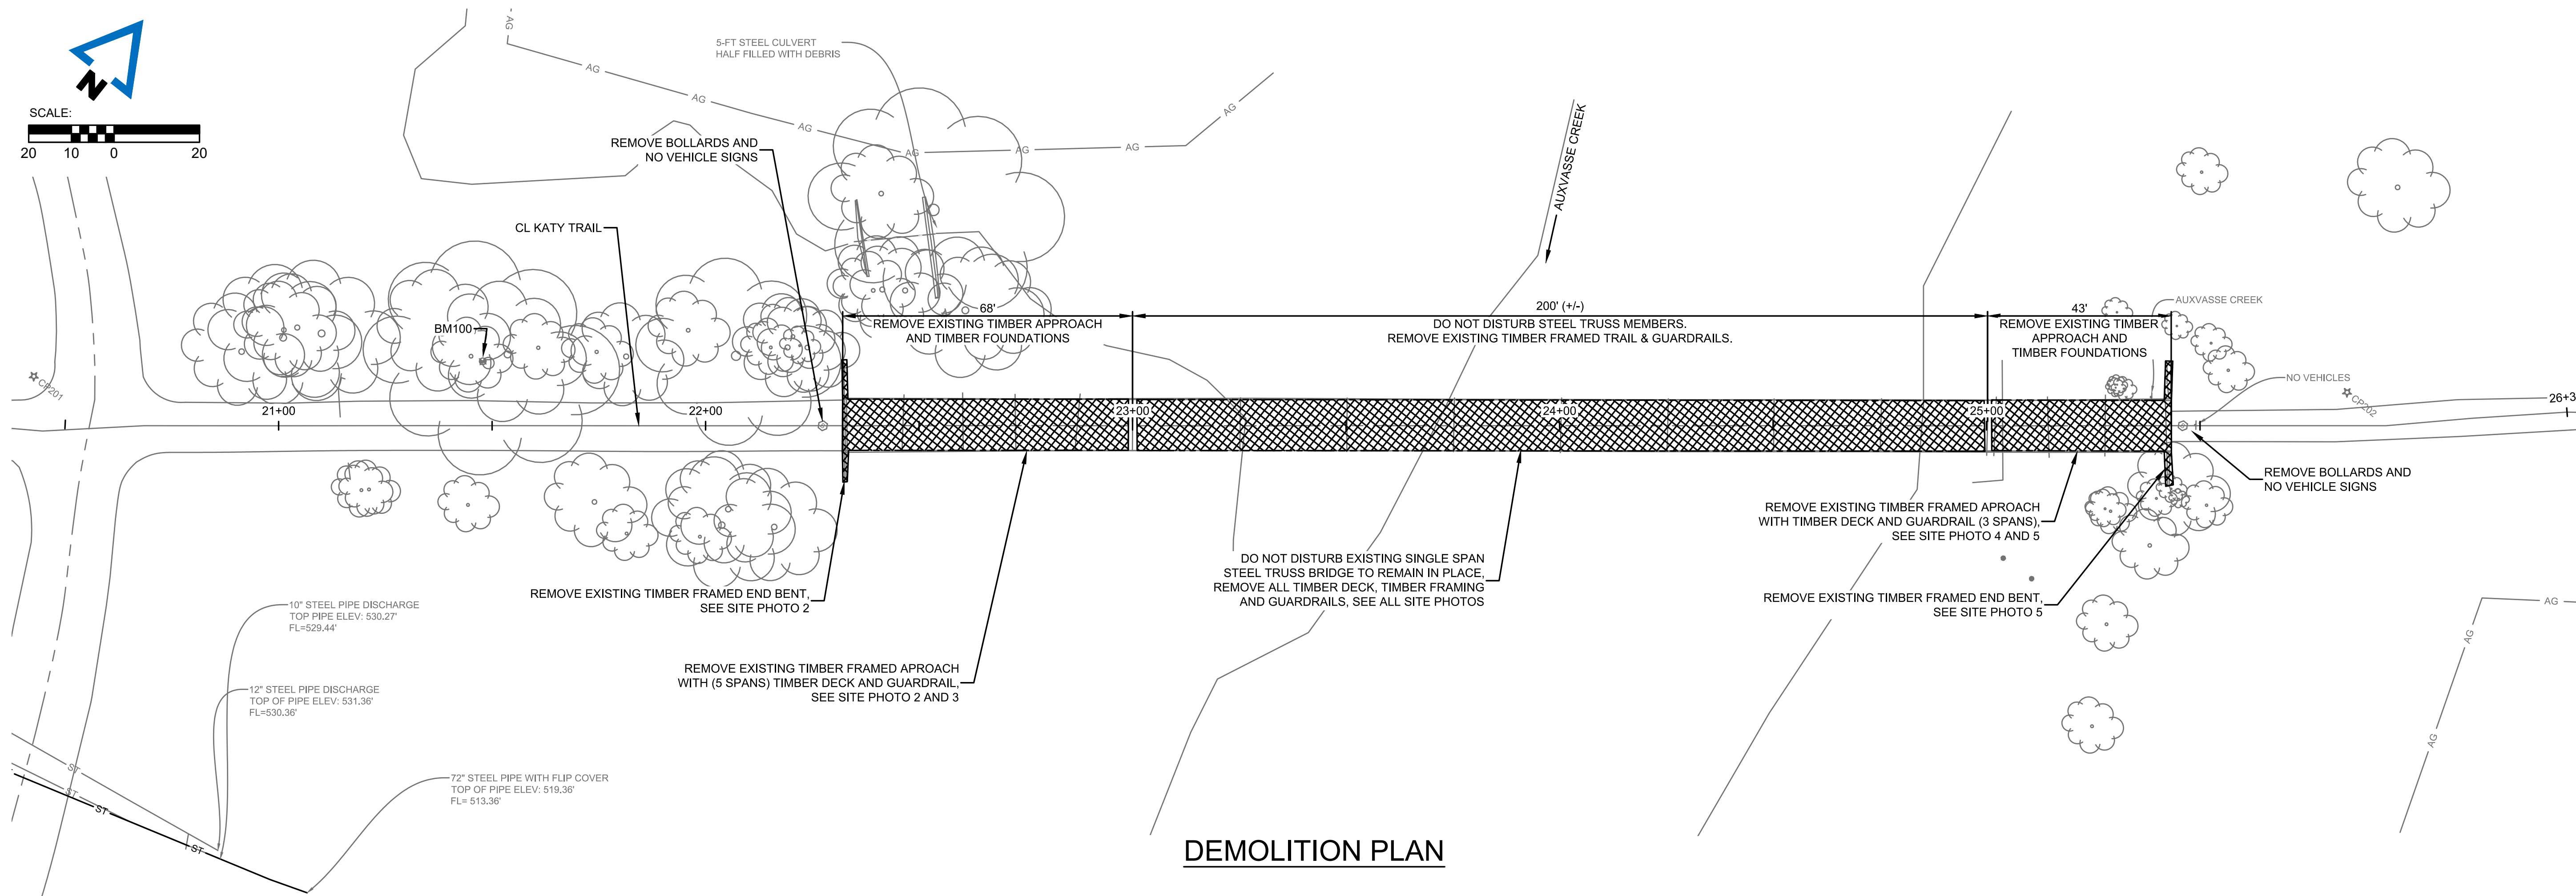 N
SCALE:
20 10 0 20
AG
AG
AG
AG
AG
AG
AG
AG
5-FT STEEL CULVERT
HALF FILLED WITH DEBRIS
REMOVE BOLLARDS AND
NO VEHICLE SIGNS
CL KATY TRAIL
AUXVASSE CREEK
BM100
CP201
68'
REMOVE EXISTING TIMBER APPROACH
AND TIMBER FOUNDATIONS
200' (+/-)
DO NOT DISTURB STEEL TRUSS MEMBERS.
REMOVE EXISTING TIMBER FRAMED TRAIL & GUARDRAILS.
43'
REMOVE EXISTING TIMBER
APPROACH AND
TIMBER FOUNDATIONS
AUXVASSE CREEK
NO VEHICLES
CP202
21+00
22+00
23+00
24+00
25+00
26+3
REMOVE BOLLARDS AND
NO VEHICLE SIGNS
REMOVE EXISTING TIMBER FRAMED APROACH
WITH TIMBER DECK AND GUARDRAIL (3 SPANS),
SEE SITE PHOTO 4 AND 5
DO NOT DISTURB EXISTING SINGLE SPAN
STEEL TRUSS BRIDGE TO REMAIN IN PLACE,
REMOVE ALL TIMBER DECK, TIMBER FRAMING
AND GUARDRAILS, SEE ALL SITE PHOTOS
REMOVE EXISTING TIMBER FRAMED END BENT,
SEE SITE PHOTO 2
REMOVE EXISTING TIMBER FRAMED END BENT,
SEE SITE PHOTO 5
10" STEEL PIPE DISCHARGE
TOP PIPE ELEV: 530.27'
FL=529.44'
REMOVE EXISTING TIMBER FRAMED APROACH
WITH (5 SPANS) TIMBER DECK AND GUARDRAIL,
SEE SITE PHOTO 2 AND 3
12" STEEL PIPE DISCHARGE
TOP OF PIPE ELEV: 531.36'
FL=530.36'
72" STEEL PIPE WITH FLIP COVER
TOP OF PIPE ELEV: 519.36'
FL= 513.36'
AG
AG
AG
ST
ST
ST
ST
DEMOLITION PLAN